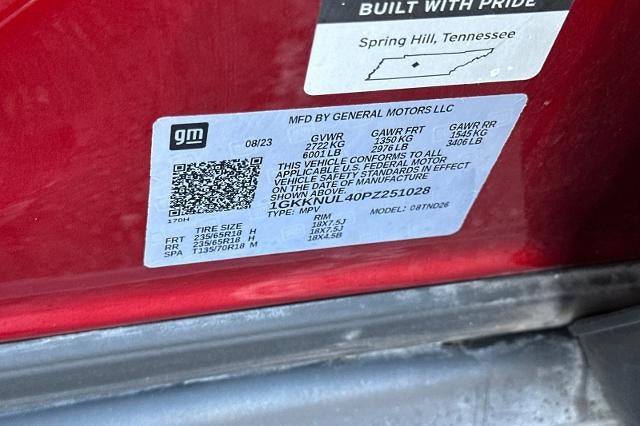 BUILT WITH PRIDE
Spring Hill, Tennessee
gm
MFD BY GENERAL MOTORS LLC
08/23 GVWR GAWR FRT GAWR RR
2722 KG 1350 KG 1545 KG
6001 LB 2976 LB 3406 LB
THIS VEHICLE CONFORMS TO ALL
APPLICABLE U.S. FEDERAL MOTOR
VEHICLE SAFETY STANDARDS IN EFFECT
ON THE DATE OF MANUFACTURE
SHOWN ABOVE.
1GKKNUL40PZ251028
170H
TYPE: MPV MODEL: 08TND26
TIRE SIZE RIM
FRT 235/65R18 H 18X7.5J
RR 235/65R18 H 18X7.5J
SPA T135/70R18 M 18X4.5B